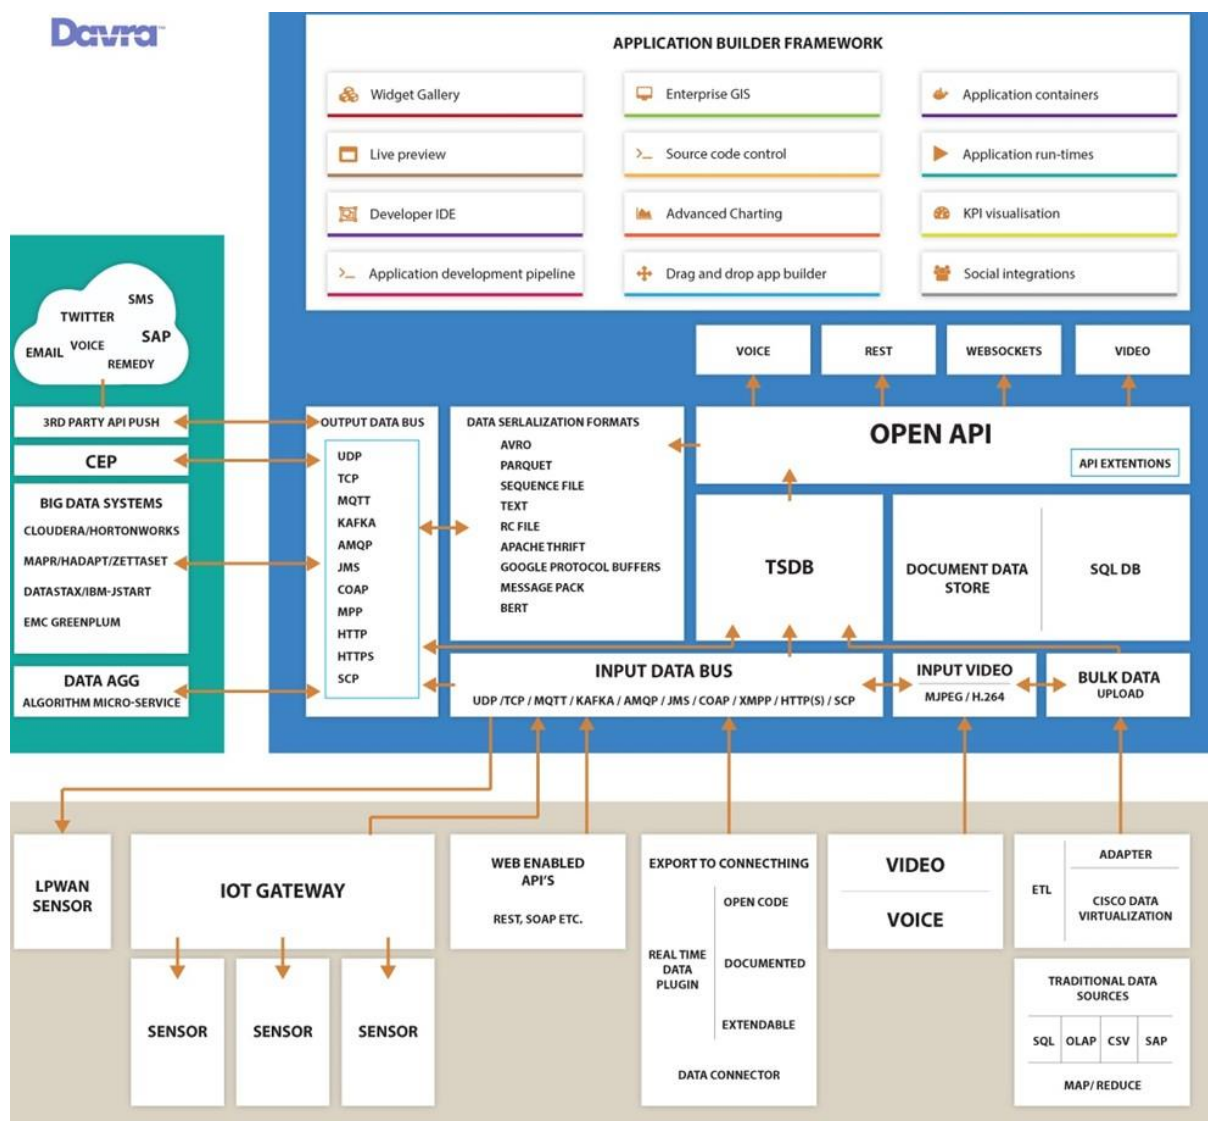 Davra™
APPLICATION BUILDER FRAMEWORK
Widget Gallery
Enterprise GIS
Application containers
Live preview
Source code control
Application run-times
Developer IDE
Advanced Charting
KPI visualisation
Application development pipeline
Drag and drop app builder
Social integrations
SMS
TWITTER
SAP
VOICE
EMAIL
REMEDY
VOICE
REST
WEBSOCKETS
VIDEO
3RD PARTY API PUSH
CEP
BIG DATA SYSTEMS
CLOUDERA/HORTONWORKS
MAPR/HADAPT/ZETTASET
DATASTAX/IBM-JSTART
EMC GREENPLUM
DATA AGG
ALGORITHM MICRO-SERVICE
OUTPUT DATA BUS
UDP
TCP
MQTT
KAFKA
AMQP
JMS
COAP
MPP
HTTP
HTTPS
SCP
DATA SERLALIZATION FORMATS
AVRO
PARQUET
SEQUENCE FILE
TEXT
RC FILE
APACHE THRIFT
GOOGLE PROTOCOL BUFFERS
MESSAGE PACK
BERT
OPEN API
API EXTENTIONS
TSDB
DOCUMENT DATA
STORE
SQL DB
INPUT DATA BUS
UDP /TCP / MQTT / KAFKA / AMQP / JMS / COAP / XMPP / HTTP(S) / SCP
INPUT VIDEO
MJPEG / H.264
BULK DATA
UPLOAD
LPWAN
SENSOR
IOT GATEWAY
SENSOR
SENSOR
SENSOR
WEB ENABLED
API'S
REST, SOAP ETC.
EXPORT TO CONNECTHING
OPEN CODE
REAL TIME
DATA
PLUGIN
DOCUMENTED
EXTENDABLE
DATA CONNECTOR
VIDEO
VOICE
ETL
ADAPTER
CISCO DATA
VIRTUALIZATION
TRADITIONAL DATA
SOURCES
SQL
OLAP
CSV
SAP
MAP/ REDUCE